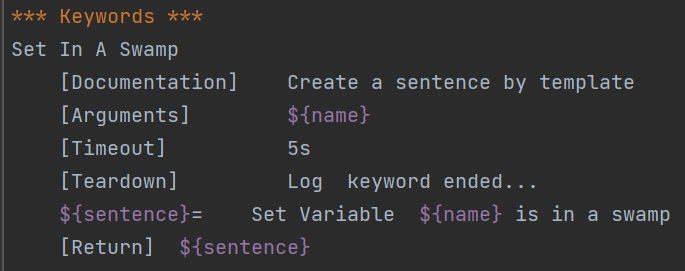 *** Keywords ***
Set In A Swamp
    [Documentation]    Create a sentence by template
    [Arguments]        ${name}
    [Timeout]          5s
    [Teardown]         Log  keyword ended...
    ${sentence}=    Set Variable  ${name} is in a swamp
    [Return]  ${sentence}